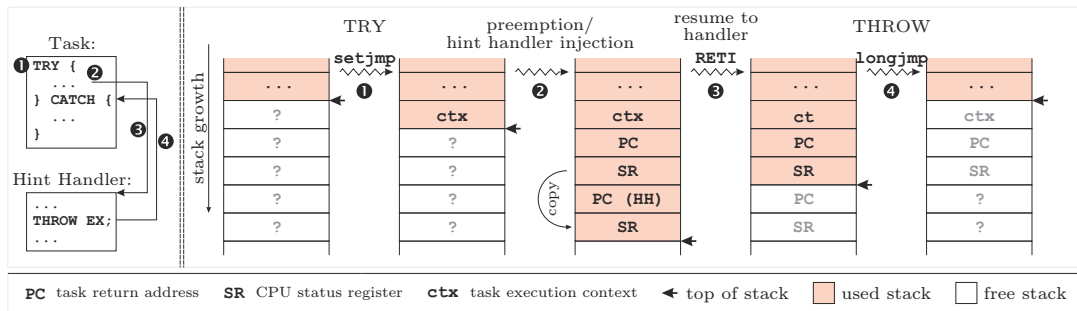 Task:
❶ TRY {
❷
...
} CATCH {
...
}
❸
❹
Hint Handler:
...
THROW EX;
...
stack growth
TRY
setjmp
❶
preemption/
hint handler injection
❷
resume to
handler
RETI
❸
THROW
longjmp
❹
...
?
?
?
?
?
...
ctx
?
?
?
?
...
ctx
PC
SR
PC (HH)
SR
copy
...
ct
PC
SR
PC
SR
...
ctx
PC
SR
?
?
PC task return address
SR CPU status register
ctx task execution context
top of stack
used stack
free stack